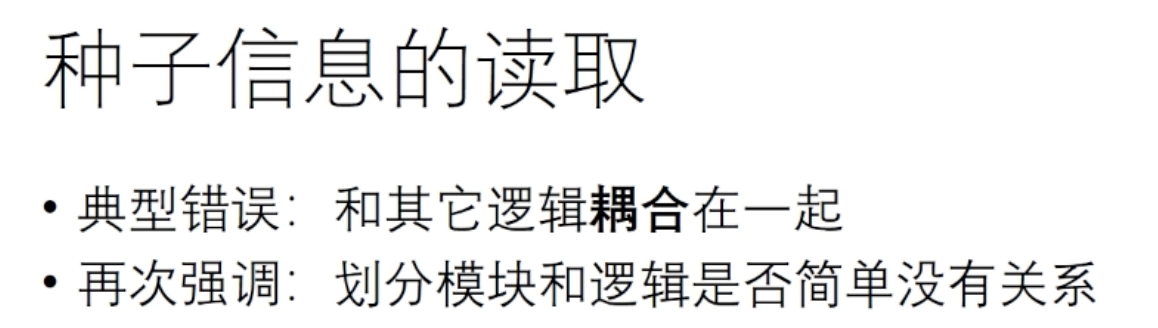 种子信息的读取
• 典型错误：和其它逻辑耦合在一起
• 再次强调：划分模块和逻辑是否简单没有关系